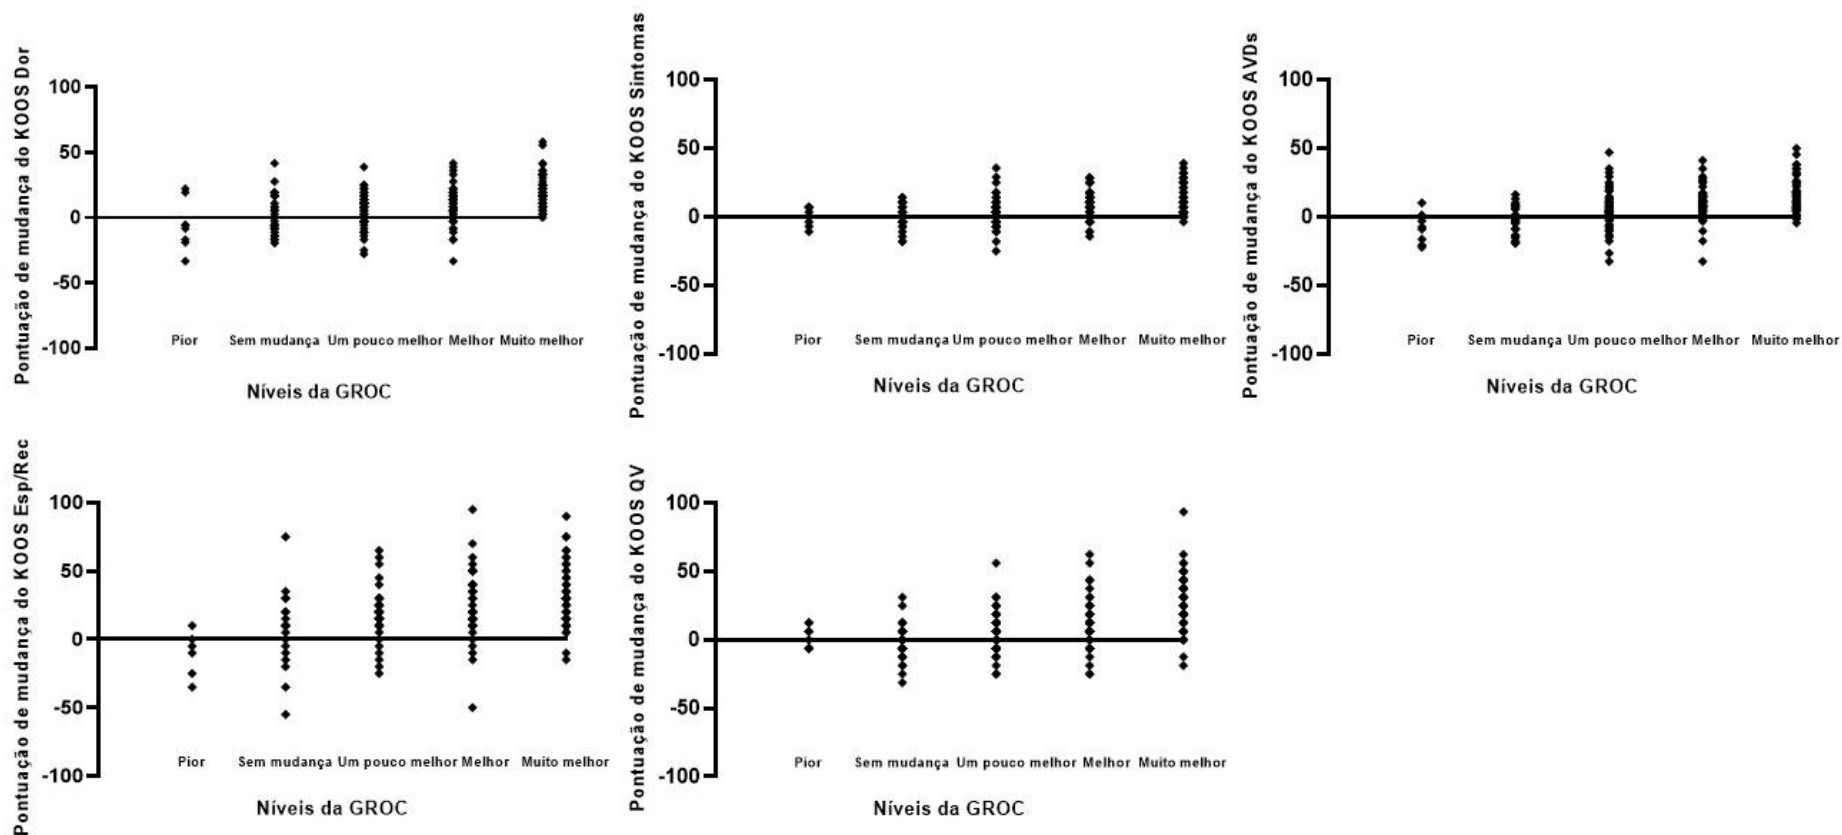 Pontuação de mudança do KOOS Dor
100
50
0
-50
-100
Pior Sem mudança Um pouco melhor Melhor Muito melhor
Níveis da GROC
Pontuação de mudança do KOOS Sintomas
100
50
0
-50
-100
Pior Sem mudança Um pouco melhor Melhor Muito melhor
Níveis da GROC
Pontuação de mudança do KOOS AVDs
100
50
0
-50
-100
Pior Sem mudança Um pouco melhor Melhor Muito melhor
Níveis da GROC
Pontuação de mudança do KOOS Esp/Rec
100
50
0
-50
-100
Pior Sem mudança Um pouco melhor Melhor Muito melhor
Níveis da GROC
Pontuação de mudança do KOOS QV
100
50
0
-50
-100
Pior Sem mudança Um pouco melhor Melhor Muito melhor
Níveis da GROC